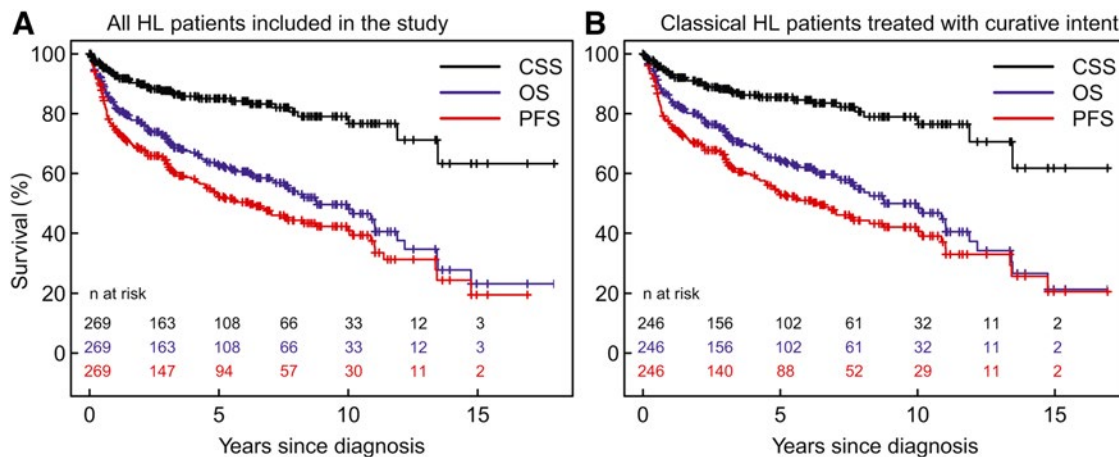 A All HL patients included in the study
100
80
60
40
20
0
Survival (%)
CSS
OS
PFS
n at risk
269 163 108 66 33 12 3
269 163 108 66 33 12 3
269 147 94 57 30 11 2
0 5 10 15
Years since diagnosis
B Classical HL patients treated with curative intent
100
80
60
40
20
0
CSS
OS
PFS
n at risk
246 156 102 61 32 11 2
246 156 102 61 32 11 2
246 140 88 52 29 11 2
0 5 10 15
Years since diagnosis